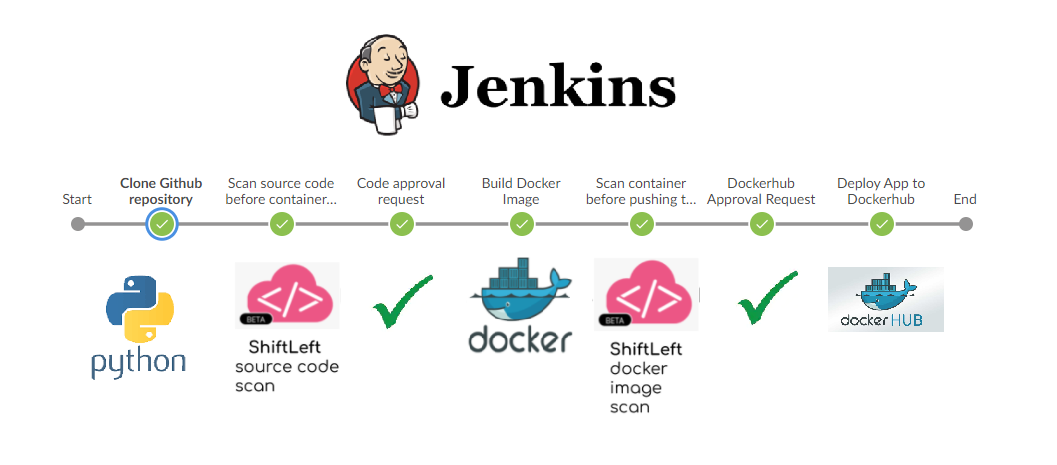 Jenkins
Start
Clone Github
repository
Scan source code
before container...
Code approval
request
Build Docker
Image
Scan container
before pushing t...
Dockerhub
Approval Request
Deploy App to
Dockerhub
End
python
BETA
ShiftLeft
source code
scan
docker
BETA
ShiftLeft
docker
image
scan
docker HUB